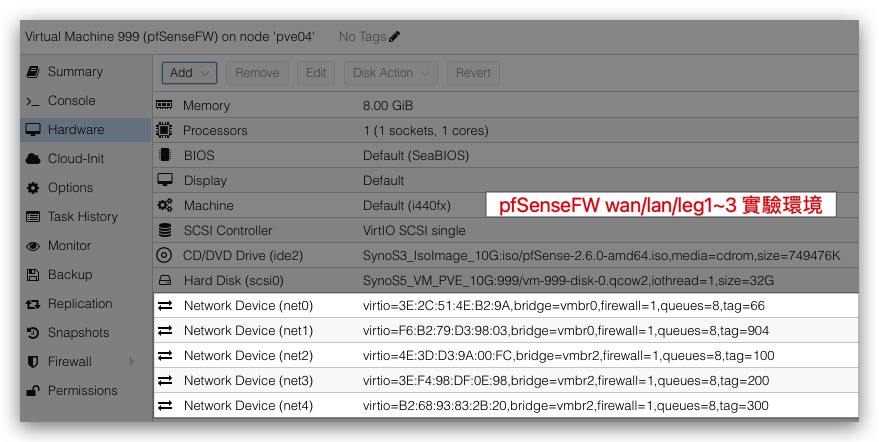 Virtual Machine 999 (pfSenseFW) on node 'pve04' No Tags
Summary
Console
Hardware
Cloud-Init
Options
Task History
Monitor
Backup
Replication
Snapshots
Firewall
Permissions
Add Remove Edit Disk Action Revert
Memory 8.00 GiB
Processors 1 (1 sockets, 1 cores)
BIOS Default (SeaBIOS)
Display Default
Machine Default (i440fx)
pfSenseFW wan/lan/leg1~3 實驗環境
SCSI Controller VirtIO SCSI single
CD/DVD Drive (ide2) SynoS3_IsoImage_10G:iso/pfSense-2.6.0-amd64.iso,media=cdrom,size=749476K
Hard Disk (scsi0) SynoS5_VM_PVE_10G:999/vm-999-disk-0.qcow2,iothread=1,size=32G
Network Device (net0) virtio=3E:2C:51:4E:B2:9A,bridge=vmbr0,firewall=1,queues=8,tag=66
Network Device (net1) virtio=F6:B2:79:D3:98:03,bridge=vmbr0,firewall=1,queues=8,tag=904
Network Device (net2) virtio=4E:3D:D3:9A:00:FC,bridge=vmbr2,firewall=1,queues=8,tag=100
Network Device (net3) virtio=3E:F4:98:DF:0E:98,bridge=vmbr2,firewall=1,queues=8,tag=200
Network Device (net4) virtio=B2:68:93:83:2B:20,bridge=vmbr2,firewall=1,queues=8,tag=300